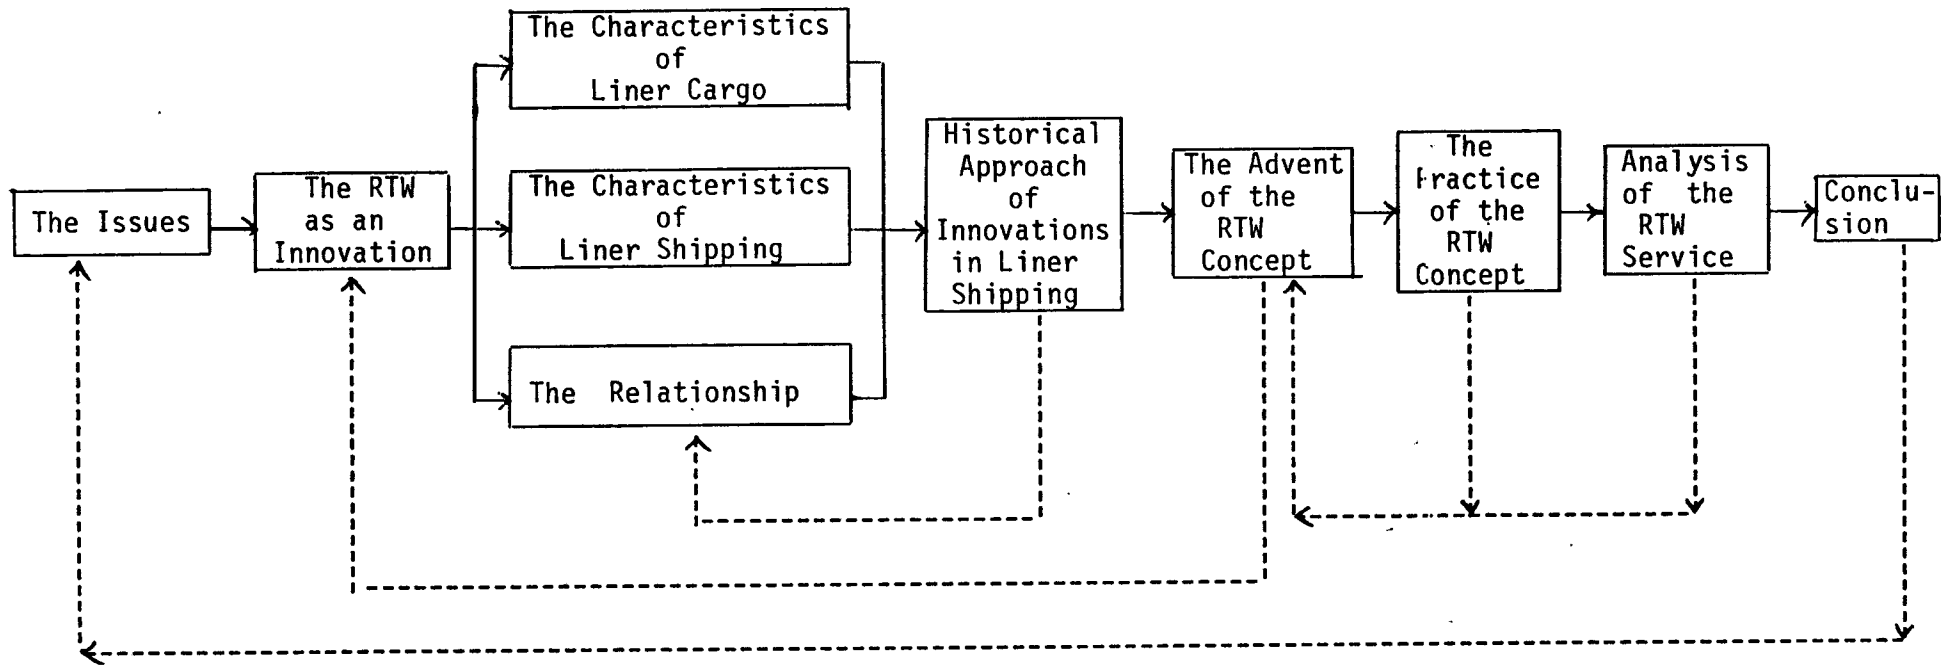 The Issues
The RTW
as an
Innovation
The Characteristics
of
Liner Cargo
The Characteristics
of
Liner Shipping
The Relationship
Historical
Approach
of
Innovations
in Liner
Shipping
The Advent
of the
RTW
Concept
The
Practice
of the
RTW
Concept
Analysis
of the
RTW
Service
Conclu-
sion